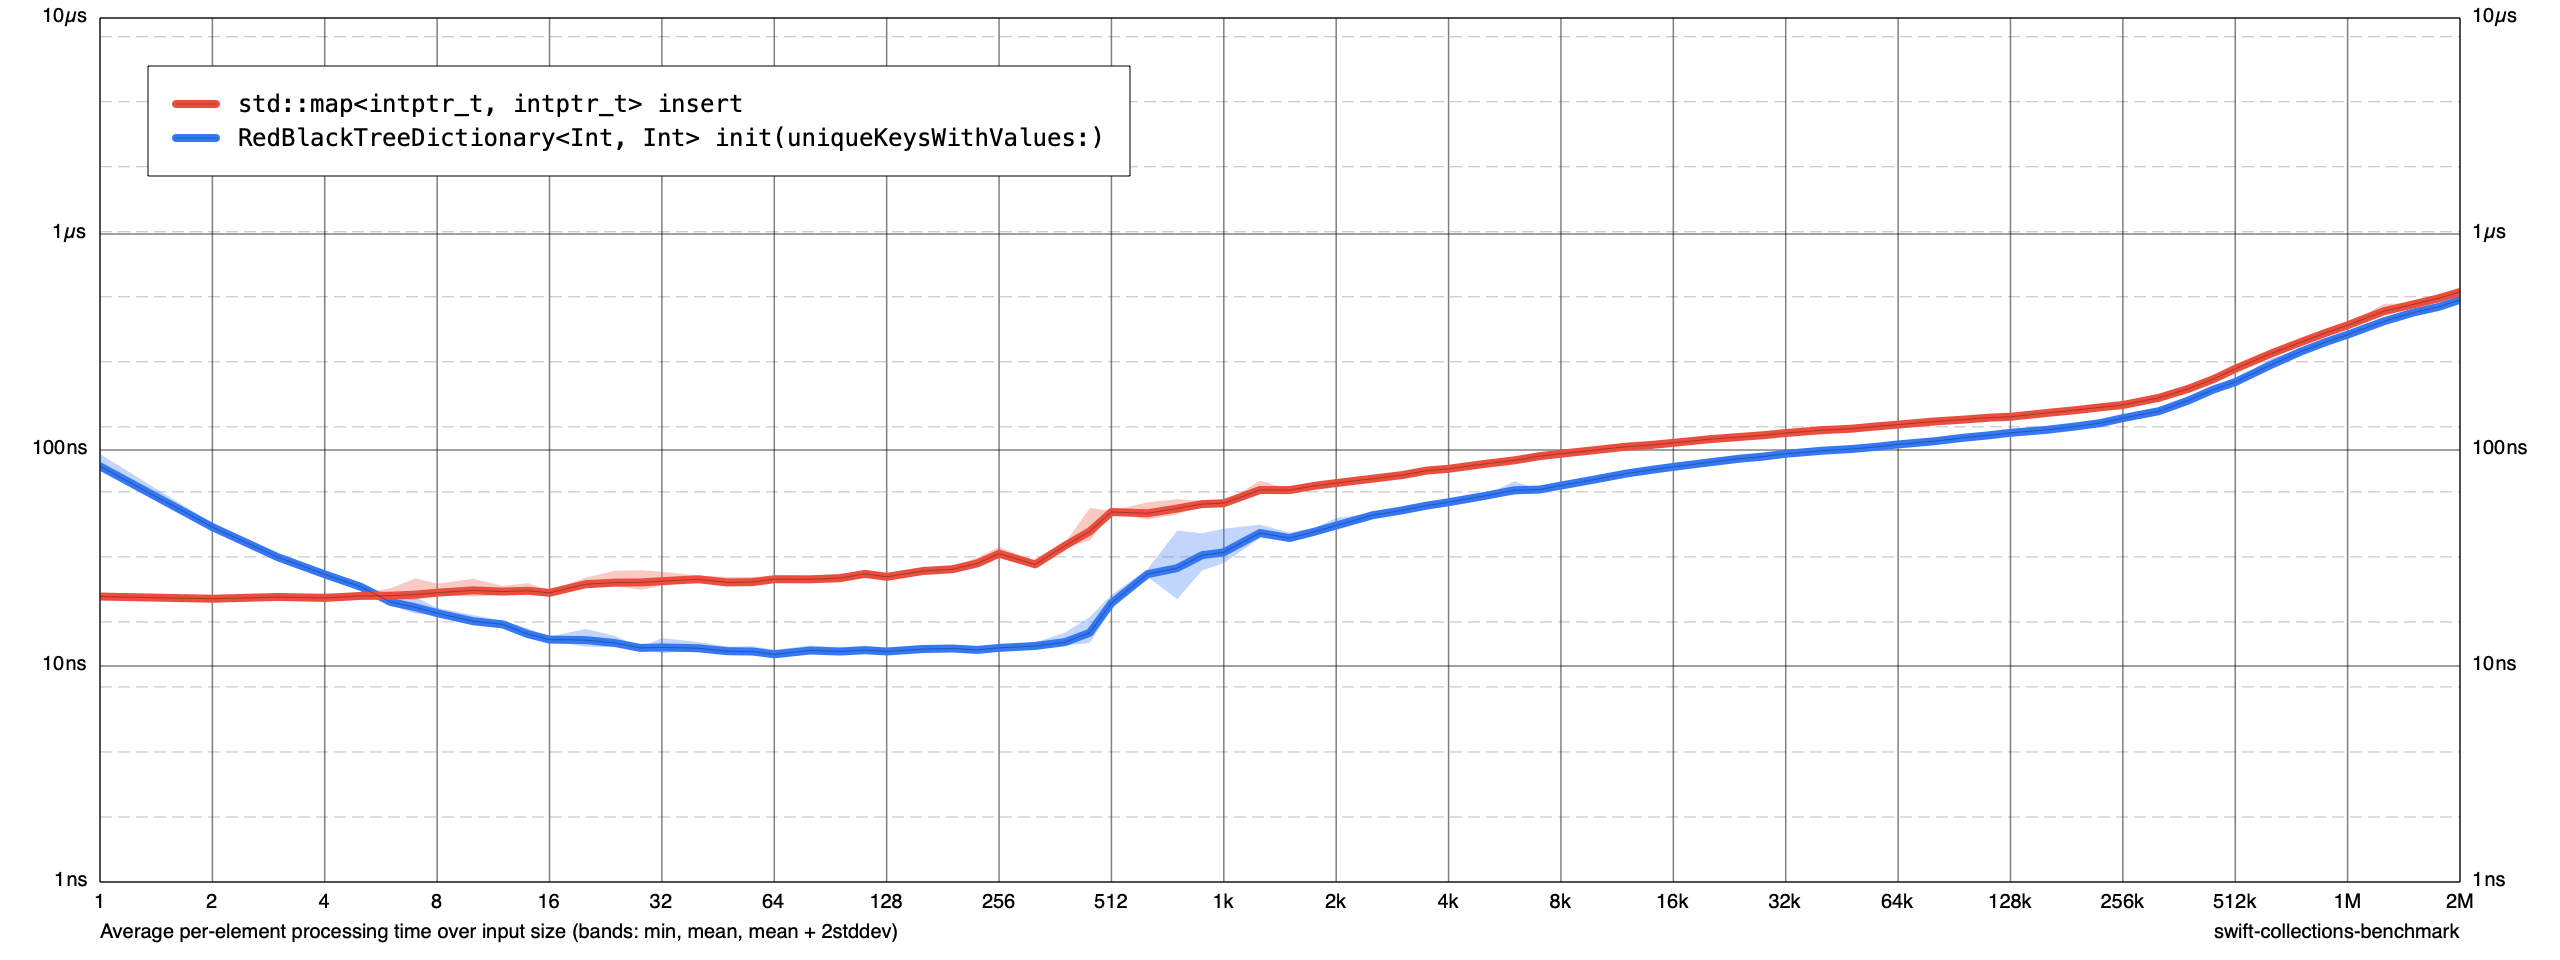 10µs
10µs
std::map<intptr_t, intptr_t> insert
RedBlackTreeDictionary<Int, Int> init(uniqueKeysWithValues:)
1µs
1µs
100ns
100ns
10ns
10ns
1ns
1ns
1 2 4 8 16 32 64 128 256 512 1k 2k 4k 8k 16k 32k 64k 128k 256k 512k 1M 2M
Average per-element processing time over input size (bands: min, mean, mean + 2stddev)
swift-collections-benchmark